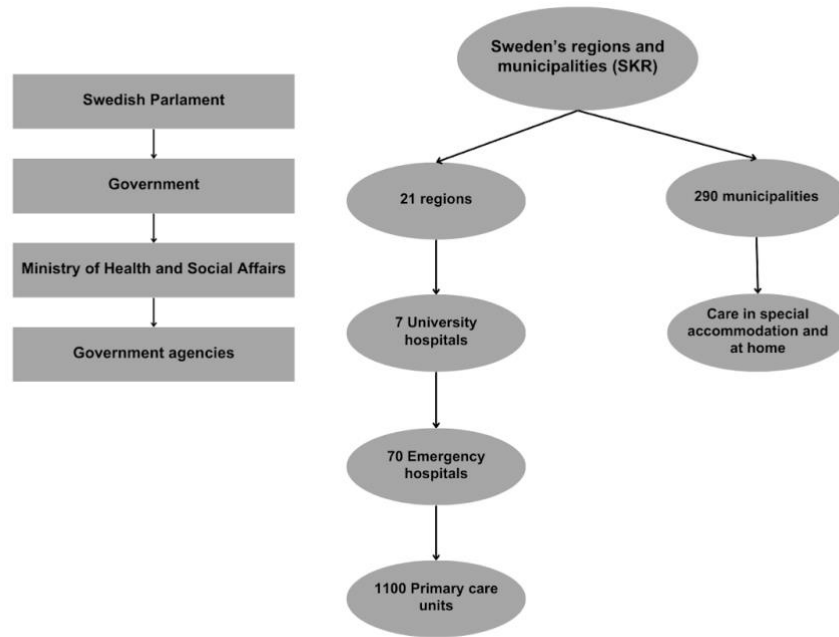 Swedish Parlament
Government
Ministry of Health and Social Affairs
Government agencies
Sweden's regions and
municipalities (SKR)
21 regions
7 University
hospitals
70 Emergency
hospitals
1100 Primary care
units
290 municipalities
Care in special
accommodation and
at home